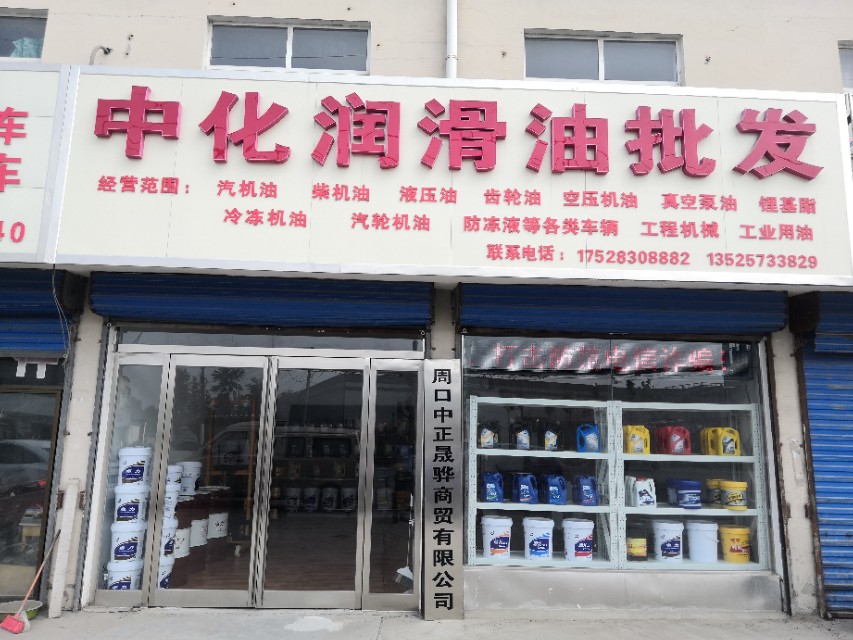 中化润滑油批发
经营范围： 汽机油 柴机油 液压油 齿轮油 空压机油 真空泵油 锂基脂
冷冻机油 汽轮机油 防冻液等各类车辆 工程机械 工业用油
联系电话：17528308882 13525733829
车
车
40
周口中正晟骅商贸有限公司